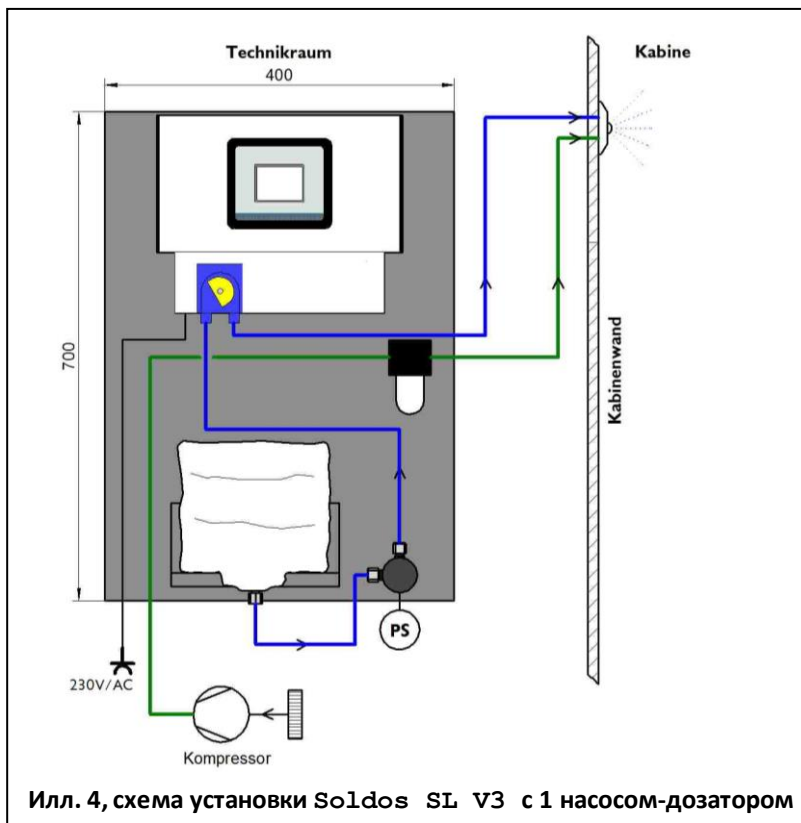 Technikraum
400
Kabine
700
Kabinenwand
PS
230V/AC
Kompressor
Илл. 4, схема установки Soldos SL V3 с 1 насосом-дозатором